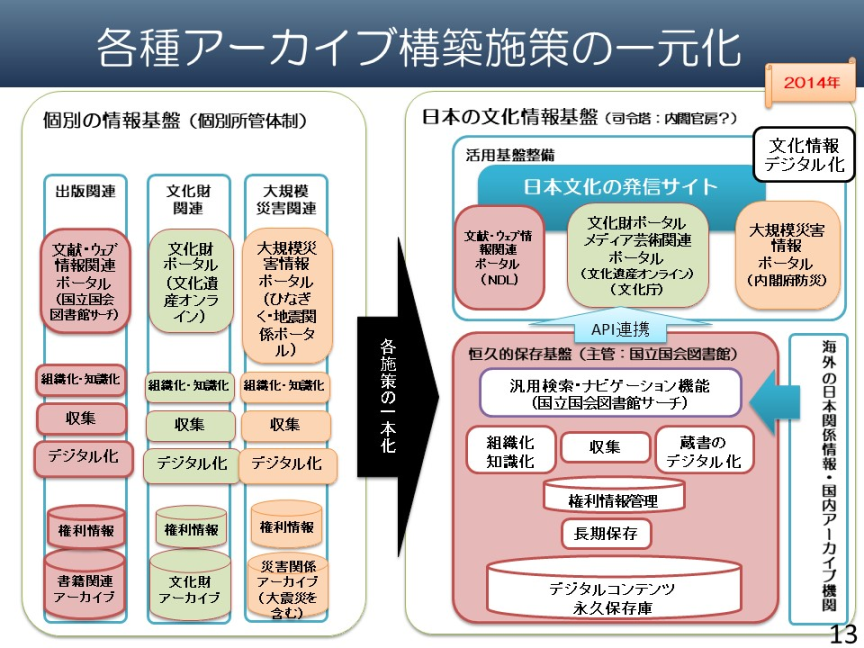 各種アーカイブ構築施策の一元化
2014年
個別の情報基盤（個別所管体制）
出版関連
文化財
関連
大規模
災害関連
文献・ウェブ
情報関連
ポータル
（国立国会
図書館サーチ）
文化財
ポータル
（文化遺
産オンラ
イン）
大規模災
害情報
ポータル
（ひなぎ
く・地震関
係ポータ
ル）
組織化・知識化
組織化・知識化
組織化・知識化
収集
収集
収集
デジタル化
デジタル化
デジタル化
権利情報
権利情報
権利情報
書籍関連
アーカイブ
文化財
アーカイブ
災害関係
アーカイブ
（大震災を
含む）
各施策の一本化
日本の文化情報基盤（司令塔：内閣官房？）
文化情報
デジタル化
活用基盤整備
日本文化の発信サイト
文献・ウェブ情
報関連
ポータル
（NDL）
文化財ポータル
メディア芸術関連
ポータル
（文化遺産オンライン）
（文化庁）
大規模災害
情報
ポータル
（内閣府防災）
API連携
恒久的保存基盤（主管：国立国会図書館）
汎用検索・ナビゲーション機能
（国立国会図書館サーチ）
組織化
知識化
収集
蔵書の
デジタル化
権利情報管理
長期保存
デジタルコンテンツ
永久保存庫
海外の日本関係情報・国内アーカイブ機関
13